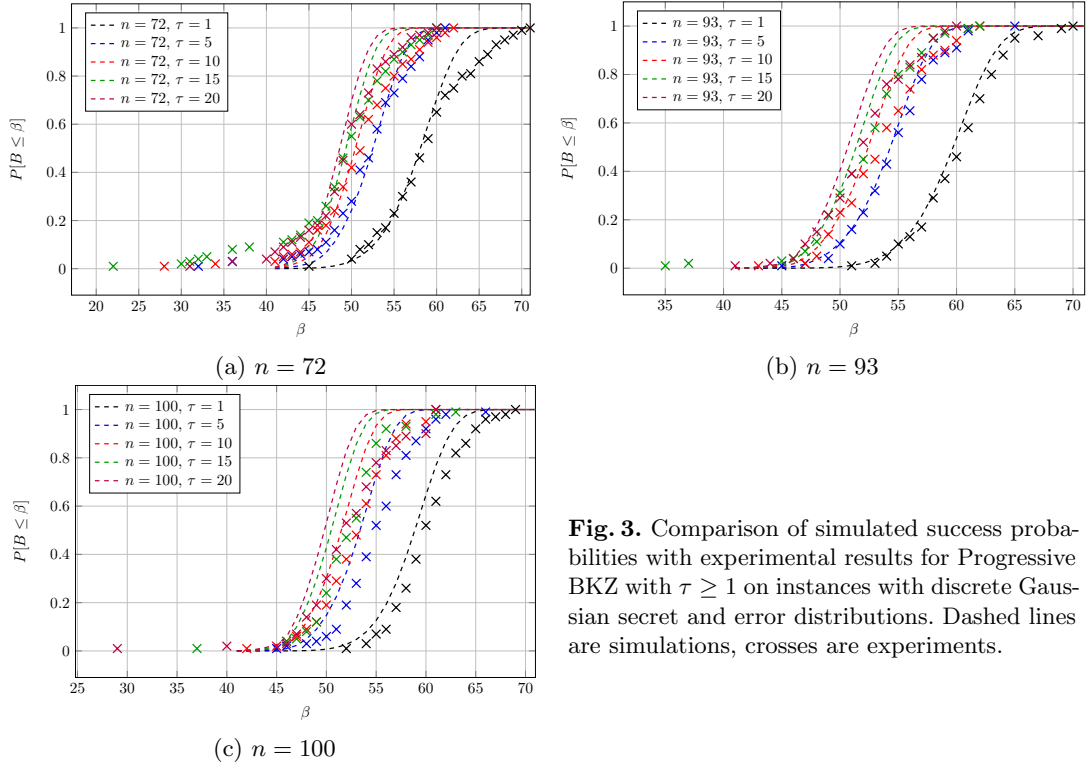 n = 72, τ = 1
n = 72, τ = 5
n = 72, τ = 10
n = 72, τ = 15
n = 72, τ = 20
1
0.8
0.6
0.4
0.2
0
P[B ≤ β]
20 25 30 35 40 45 50 55 60 65 70
β
(a) n = 72
n = 93, τ = 1
n = 93, τ = 5
n = 93, τ = 10
n = 93, τ = 15
n = 93, τ = 20
1
0.8
0.6
0.4
0.2
0
P[B ≤ β]
35 40 45 50 55 60 65 70
β
(b) n = 93
n = 100, τ = 1
n = 100, τ = 5
n = 100, τ = 10
n = 100, τ = 15
n = 100, τ = 20
1
0.8
0.6
0.4
0.2
0
P[B ≤ β]
25 30 35 40 45 50 55 60 65 70
β
(c) n = 100
Fig. 3. Comparison of simulated success proba-
bilities with experimental results for Progressive
BKZ with τ ≥ 1 on instances with discrete Gaus-
sian secret and error distributions. Dashed lines
are simulations, crosses are experiments.